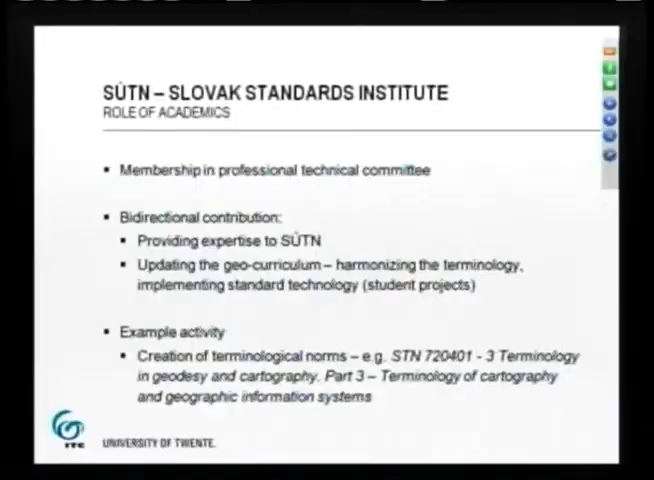 SÚTN – SLOVAK STANDARDS INSTITUTE
ROLE OF ACADEMICS
▪ Membership in professional technical committee
▪ Bidirectional contribution:
▪ Providing expertise to SÚTN
▪ Updating the geo-curriculum – harmonizing the terminology,
implementing standard technology (student projects)
▪ Example activity
▪ Creation of terminological norms – e.g. STN 720401 - 3 Terminology
in geodesy and cartography. Part 3 – Terminology of cartography
and geographic information systems
ITC
UNIVERSITY OF TWENTE.